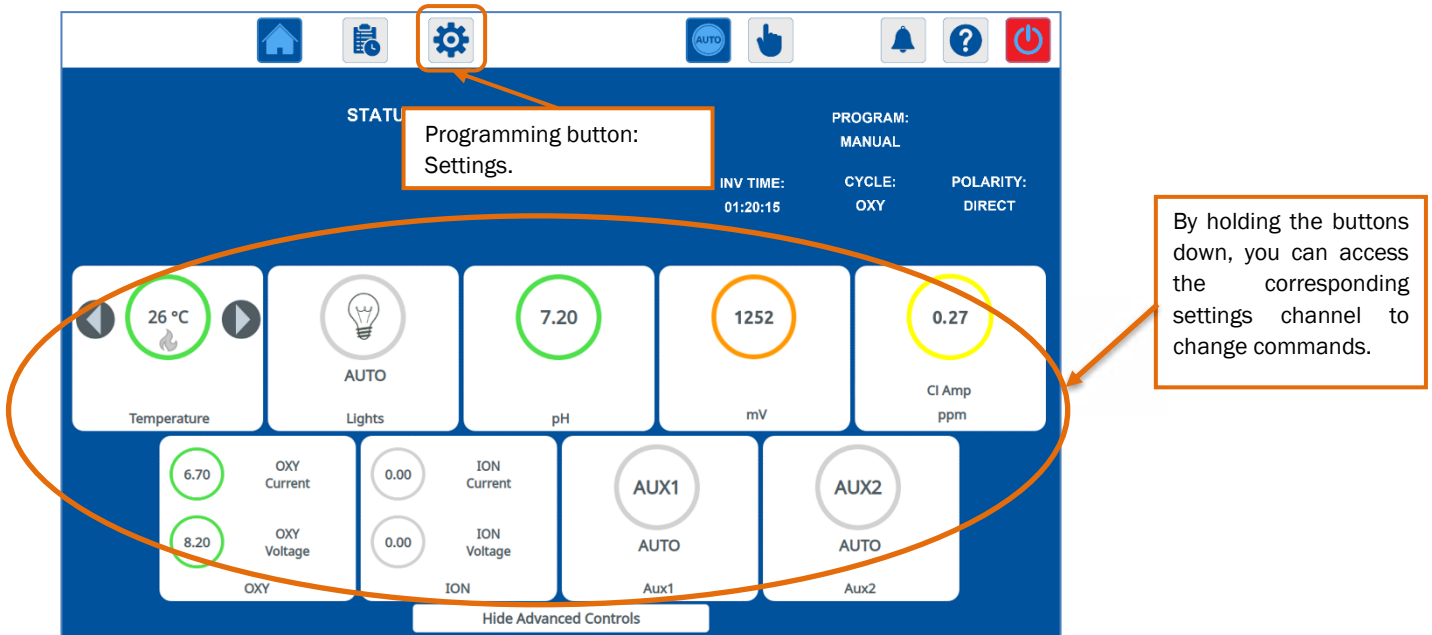 AUTO
?
STATU
Programming button:
Settings.
PROGRAM:
MANUAL
INV TIME:
01:20:15
CYCLE:
OXY
POLARITY:
DIRECT
By holding the buttons
down, you can access
the corresponding
settings channel to
change commands.
26 °C
Temperature
AUTO
Lights
7.20
pH
1252
mV
0.27
Cl Amp
ppm
6.70
OXY
Current
8.20
OXY
Voltage
OXY
0.00
ION
Current
0.00
ION
Voltage
ION
AUX1
AUTO
Aux1
AUX2
AUTO
Aux2
Hide Advanced Controls